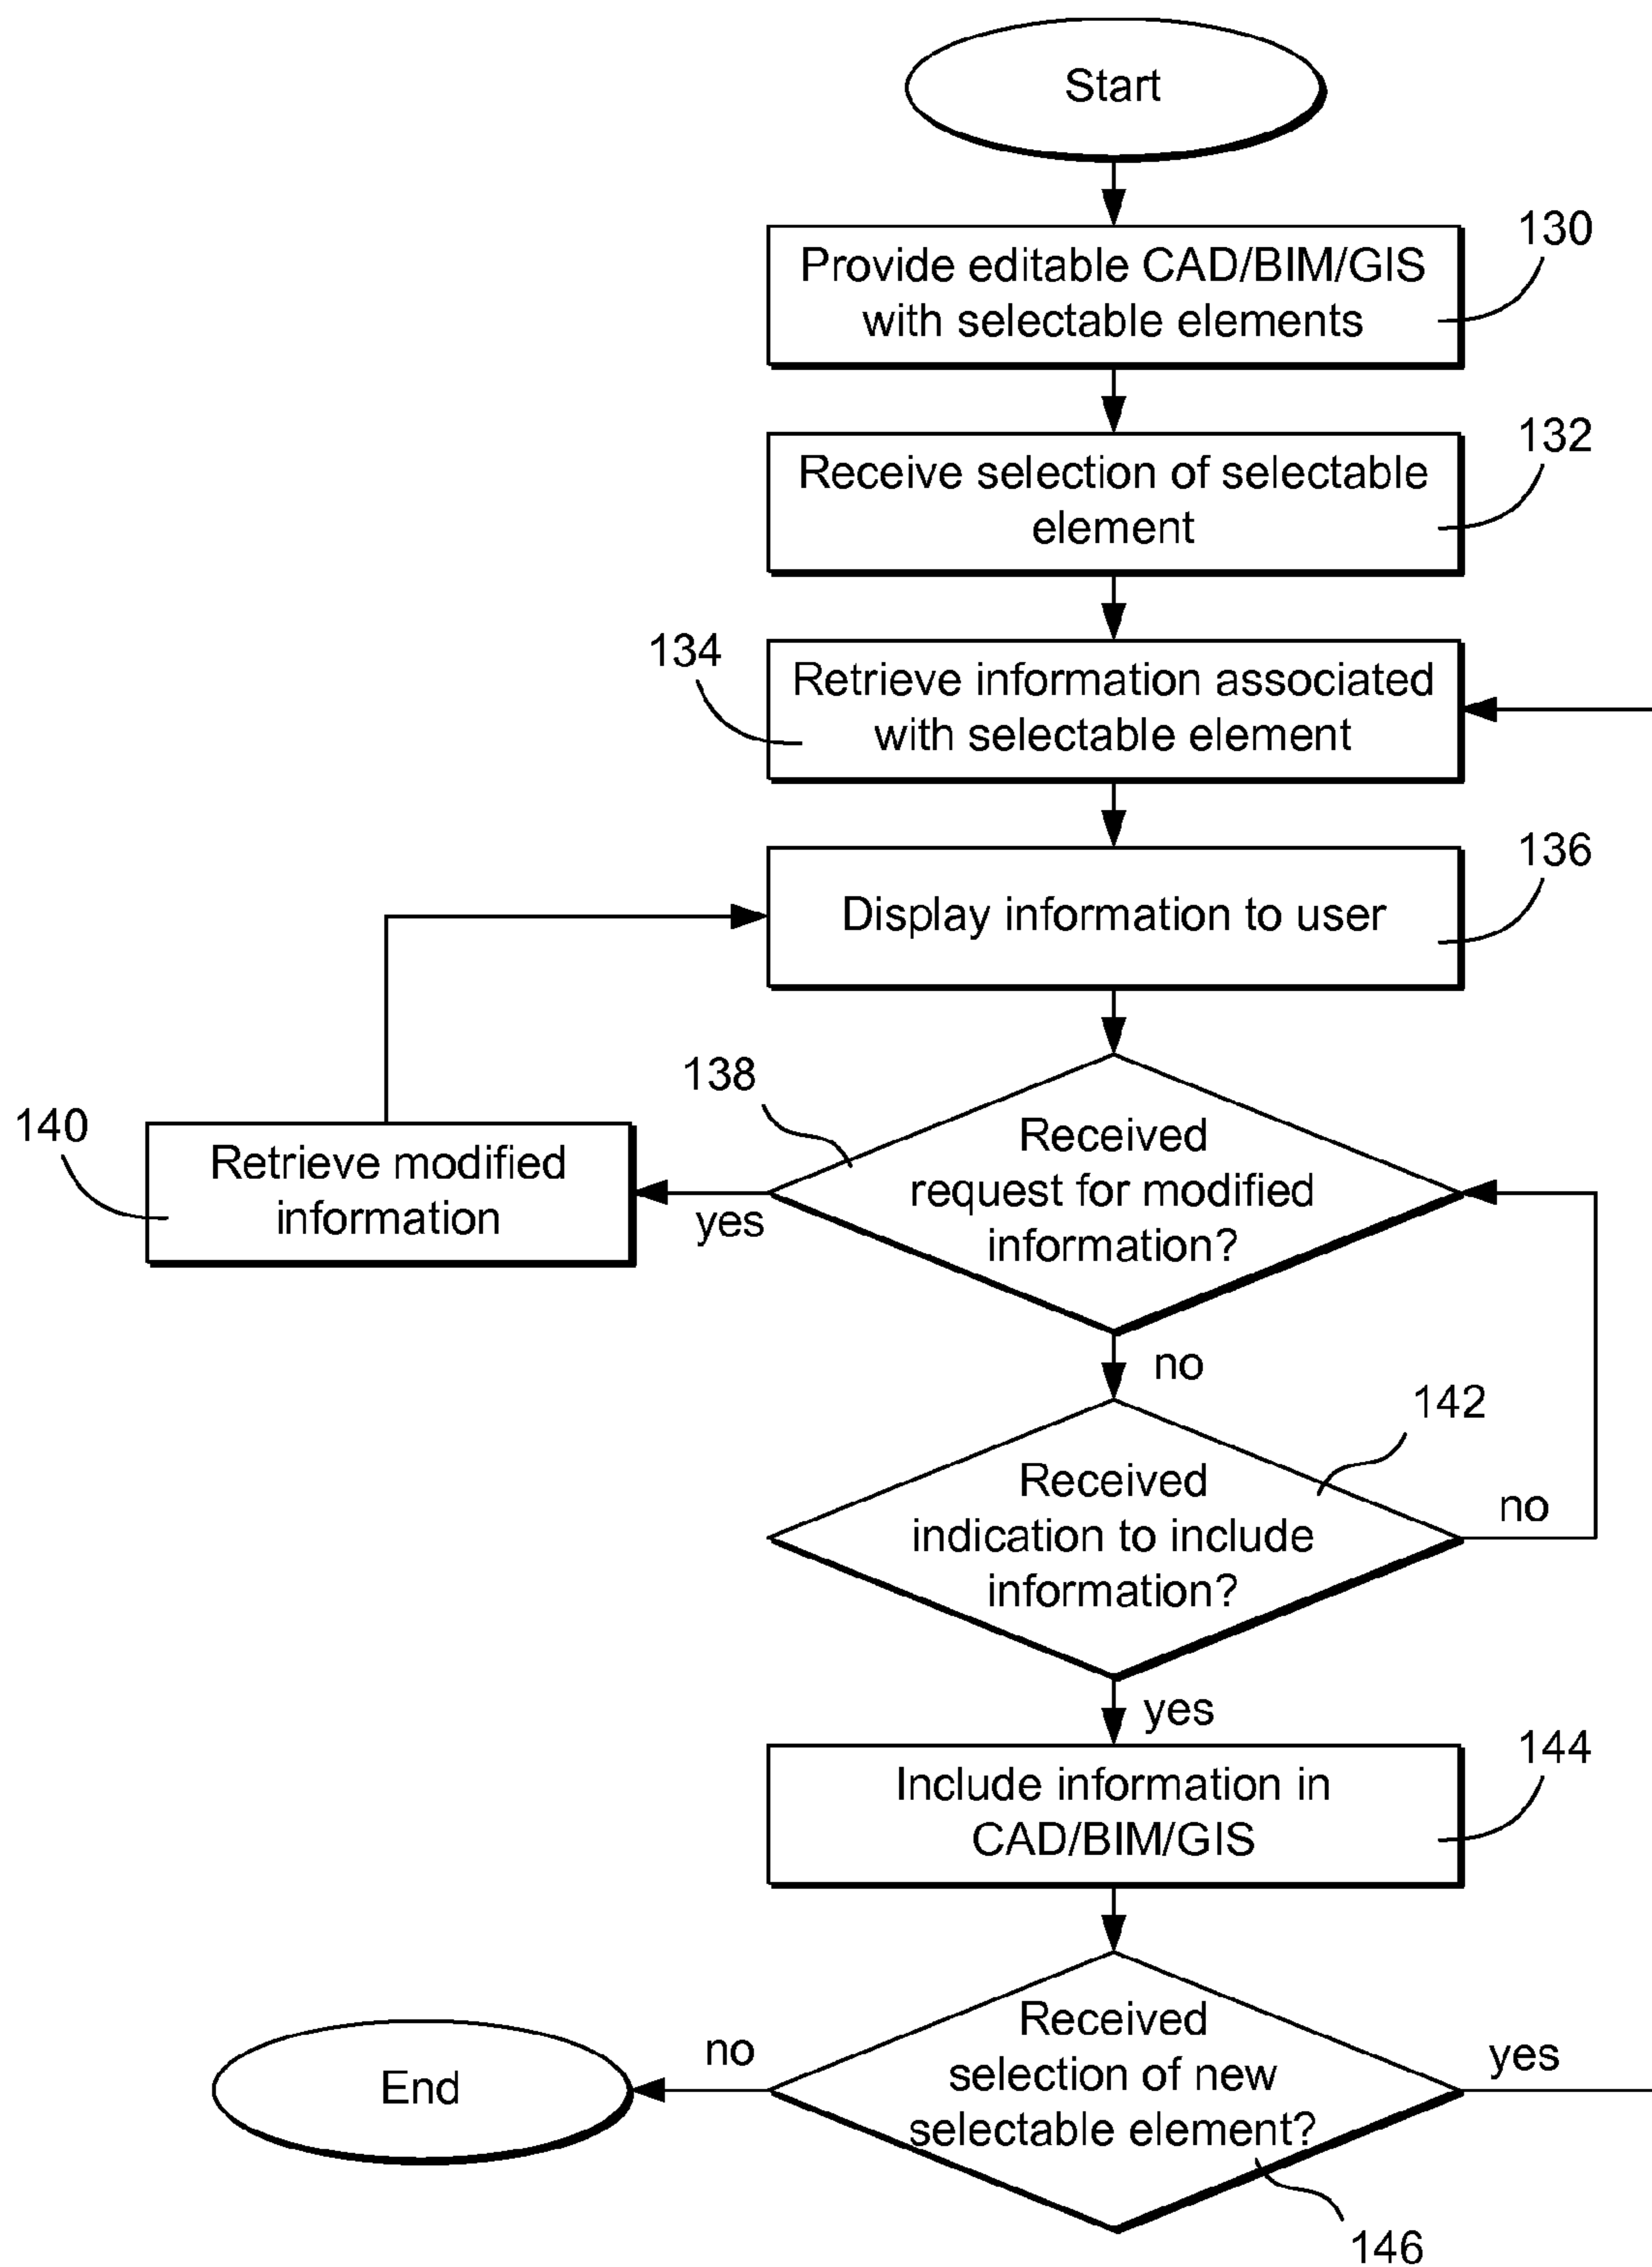 Start
130
Provide editable CAD/BIM/GIS
with selectable elements
132
Receive selection of selectable
element
134
Retrieve information associated
with selectable element
136
Display information to user
138
Received
request for modified
information?
yes
140
Retrieve modified
information
no
142
Received
indication to include
information?
no
yes
144
Include information in
CAD/BIM/GIS
Received
selection of new
selectable element?
no
yes
End
146